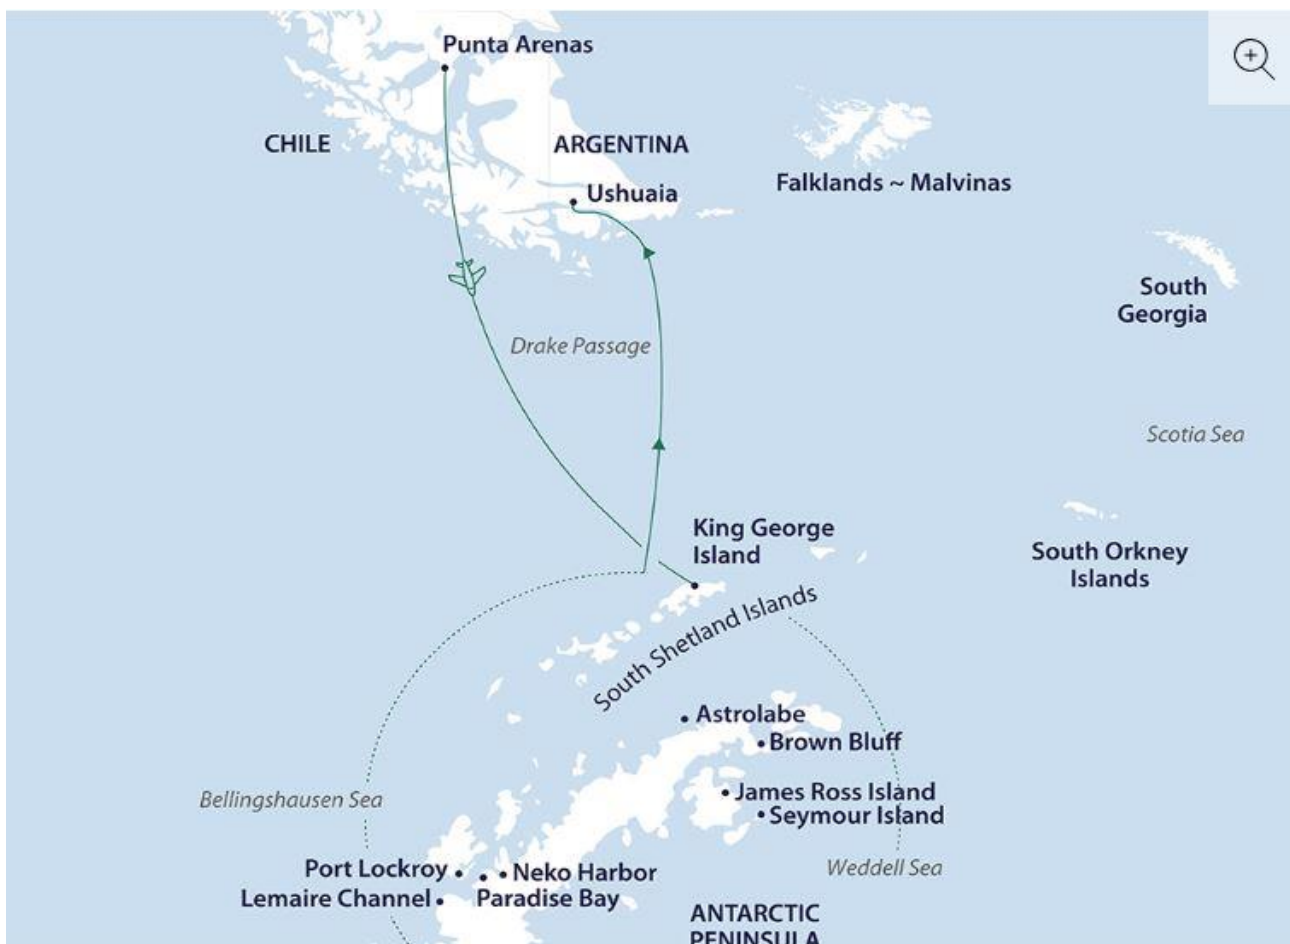 Punta Arenas
CHILE
ARGENTINA
Ushuaia
Falklands ~ Malvinas
South
Georgia
Drake Passage
Scotia Sea
King George
Island
South Orkney
Islands
South Shetland Islands
Astrolabe
Brown Bluff
James Ross Island
Seymour Island
Bellingshausen Sea
Weddell Sea
Port Lockroy
Neko Harbor
Lemaire Channel
Paradise Bay
ANTARCTIC
PENINSULA